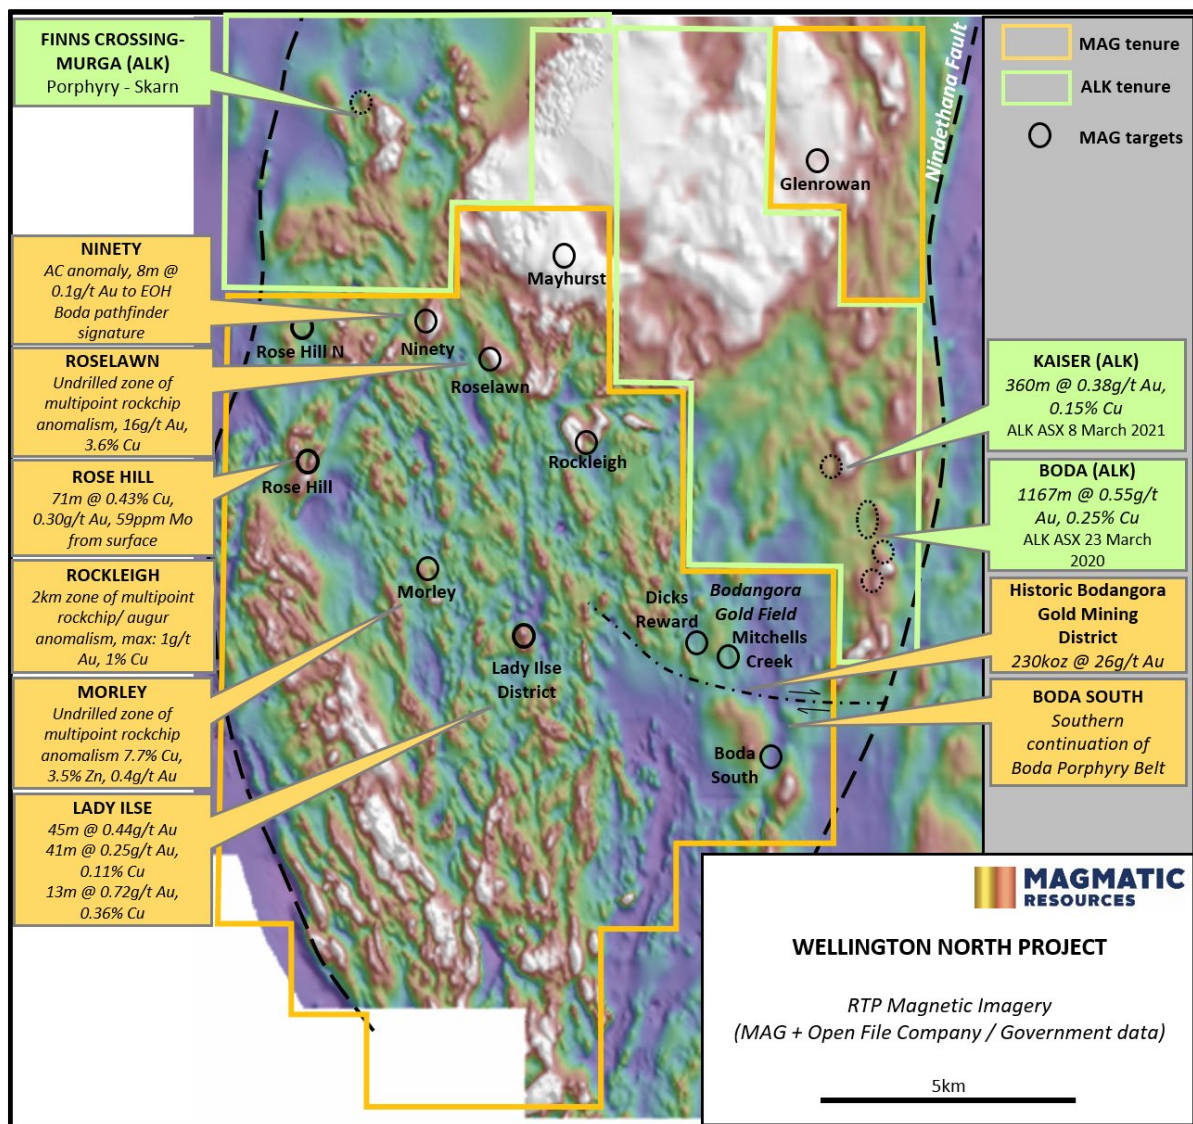 FINNS CROSSING-
MURGA (ALK)
Porphyry - Skarn
NINETY
AC anomaly, 8m @
0.1g/t Au to EOH
Boda pathfinder
signature
ROSELAWN
Undrilled zone of
multipoint rockchip
anomalism, 16g/t Au,
3.6% Cu
ROSE HILL
71m @ 0.43% Cu,
0.30g/t Au, 59ppm Mo
from surface
ROCKLEIGH
2km zone of multipoint
rockchip/ augur
anomalism, max: 1g/t
Au, 1% Cu
MORLEY
Undrilled zone of
multipoint rockchip
anomalism 7.7% Cu,
3.5% Zn, 0.4g/t Au
LADY ILSE
45m @ 0.44g/t Au
41m @ 0.25g/t Au,
0.11% Cu
13m @ 0.72g/t Au,
0.36% Cu
Glenrowan
Mayhurst
Rose Hill N
Ninety
Roselawn
Rockleigh
Rose Hill
Morley
Lady Ilse
District
Dicks
Reward
Bodangora
Gold Field
Mitchells
Creek
Boda
South
Nindethana Fault
MAG tenure
ALK tenure
MAG targets
KAISER (ALK)
360m @ 0.38g/t Au,
0.15% Cu
ALK ASX 8 March 2021
BODA (ALK)
1167m @ 0.55g/t
Au, 0.25% Cu
ALK ASX 23 March
2020
Historic Bodangora
Gold Mining
District
230koz @ 26g/t Au
BODA SOUTH
Southern
continuation of
Boda Porphyry Belt
MAGMATIC
RESOURCES
WELLINGTON NORTH PROJECT
RTP Magnetic Imagery
(MAG + Open File Company / Government data)
5km